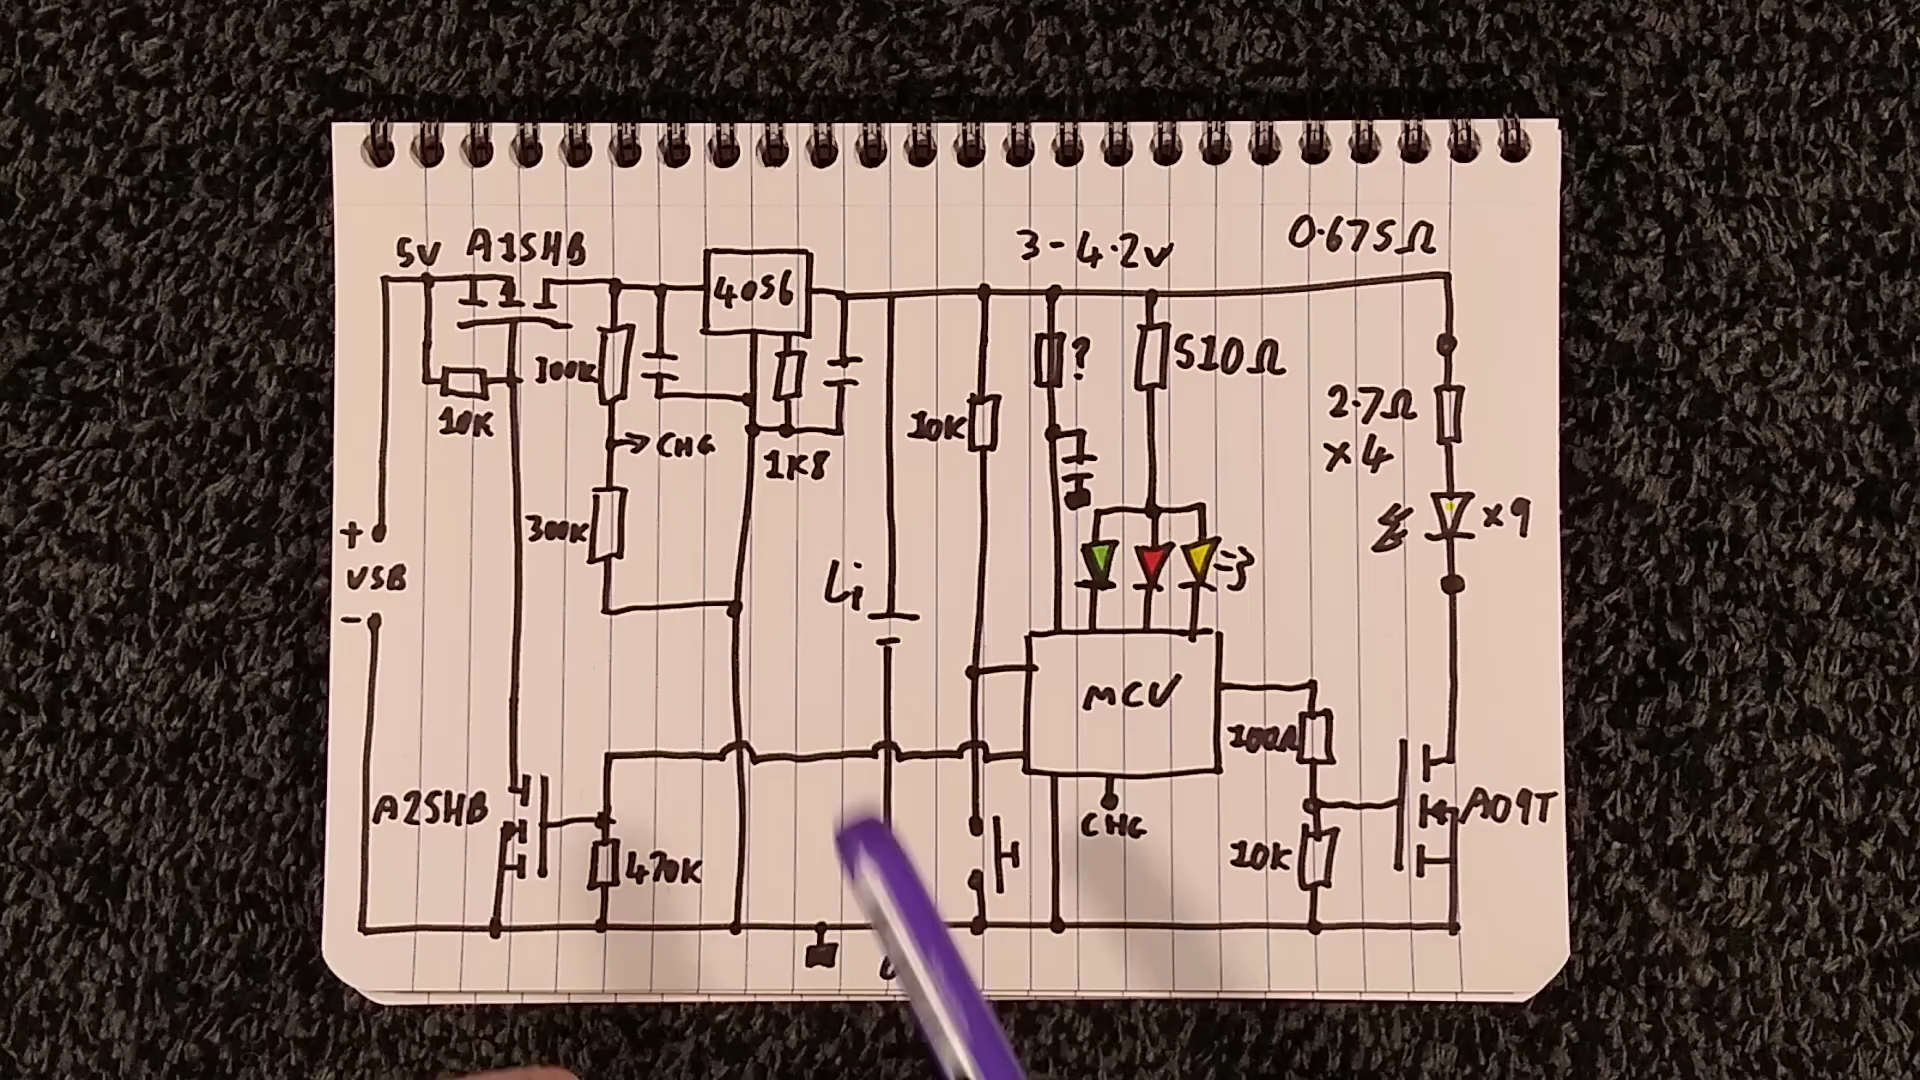 5V A1SHB
4056
3-4.2V
0.675Ω
10K
300K
→CHG
300K
1K8
10K
?
510Ω
2.7Ω
x4
x9
+
USB
-
Li
MCU
100Ω
A2SHB
470K
CHG
10K
A09T